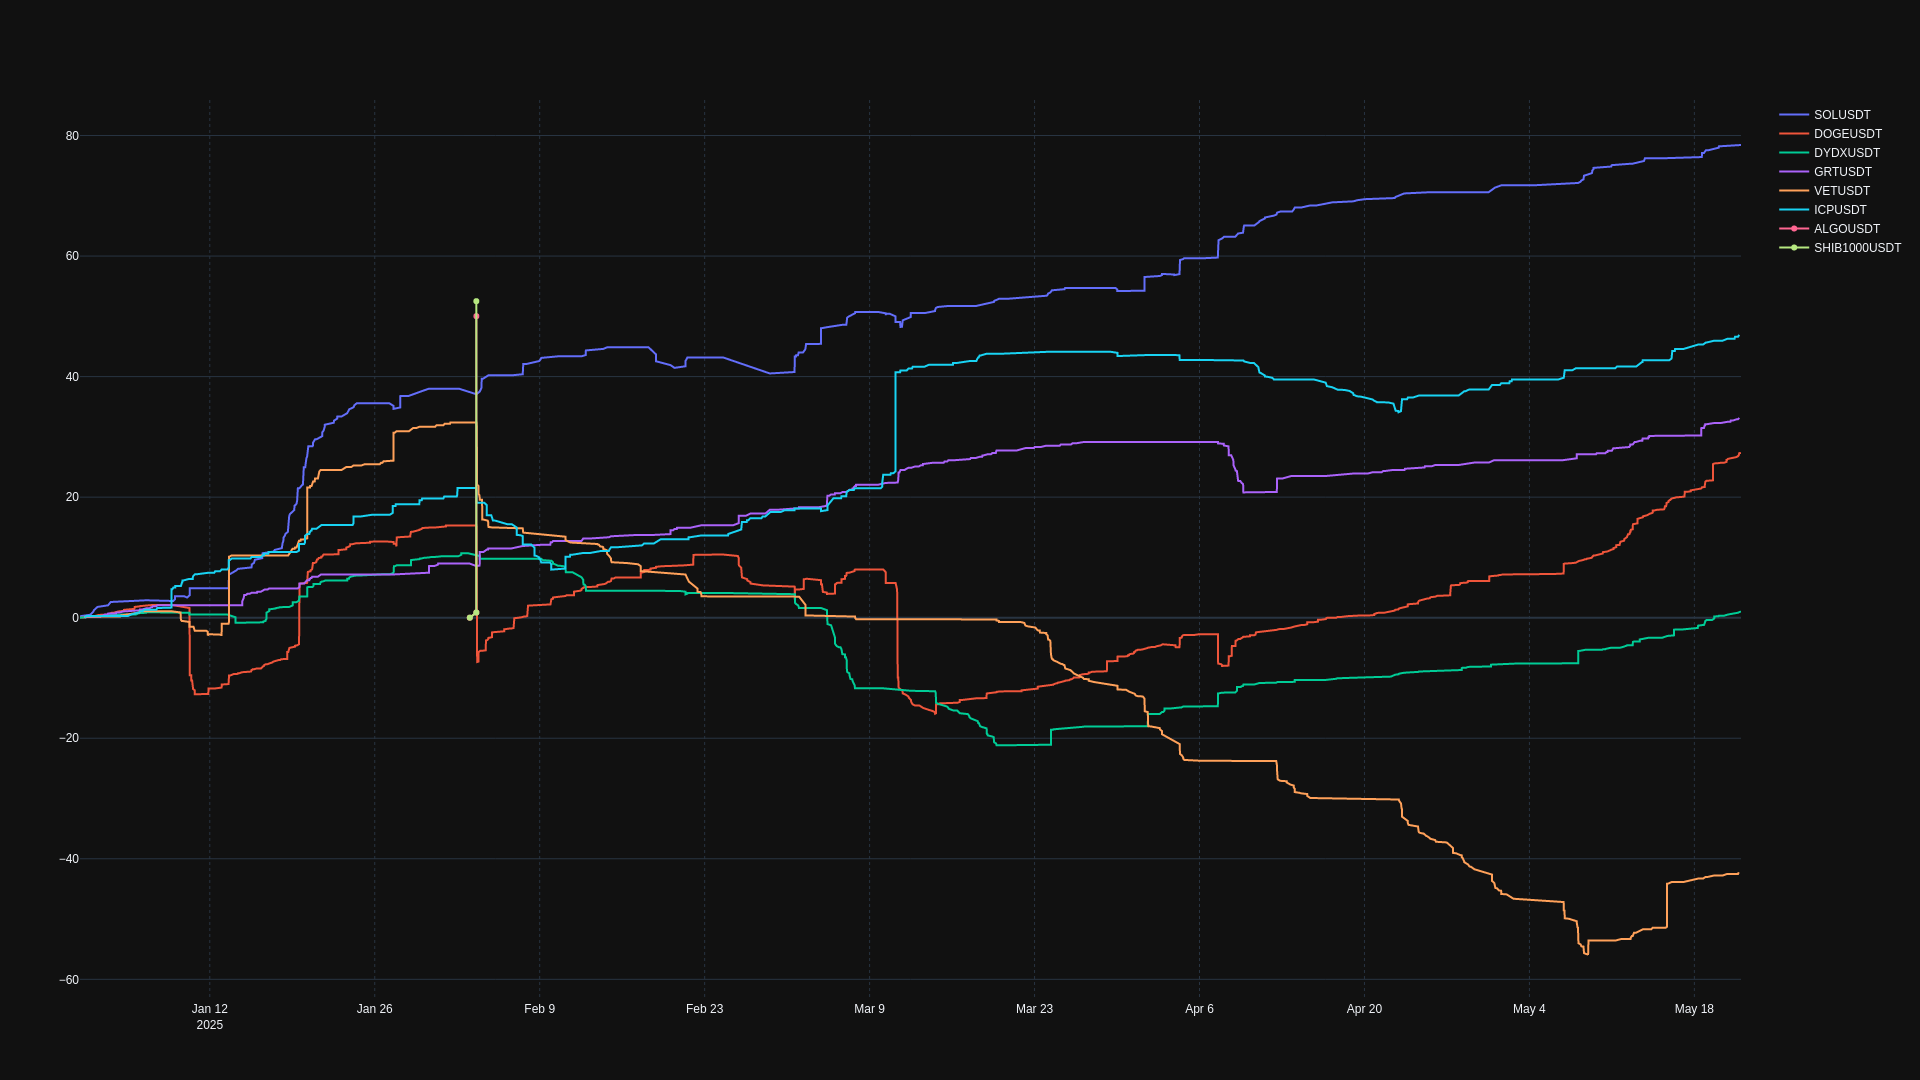 80
60
40
20
0
−20
−40
−60
Jan 12
2025
Jan 26
Feb 9
Feb 23
Mar 9
Mar 23
Apr 6
Apr 20
May 4
May 18
SOLUSDT
DOGEUSDT
DYDXUSDT
GRTUSDT
VETUSDT
ICPUSDT
ALGOUSDT
SHIB1000USDT